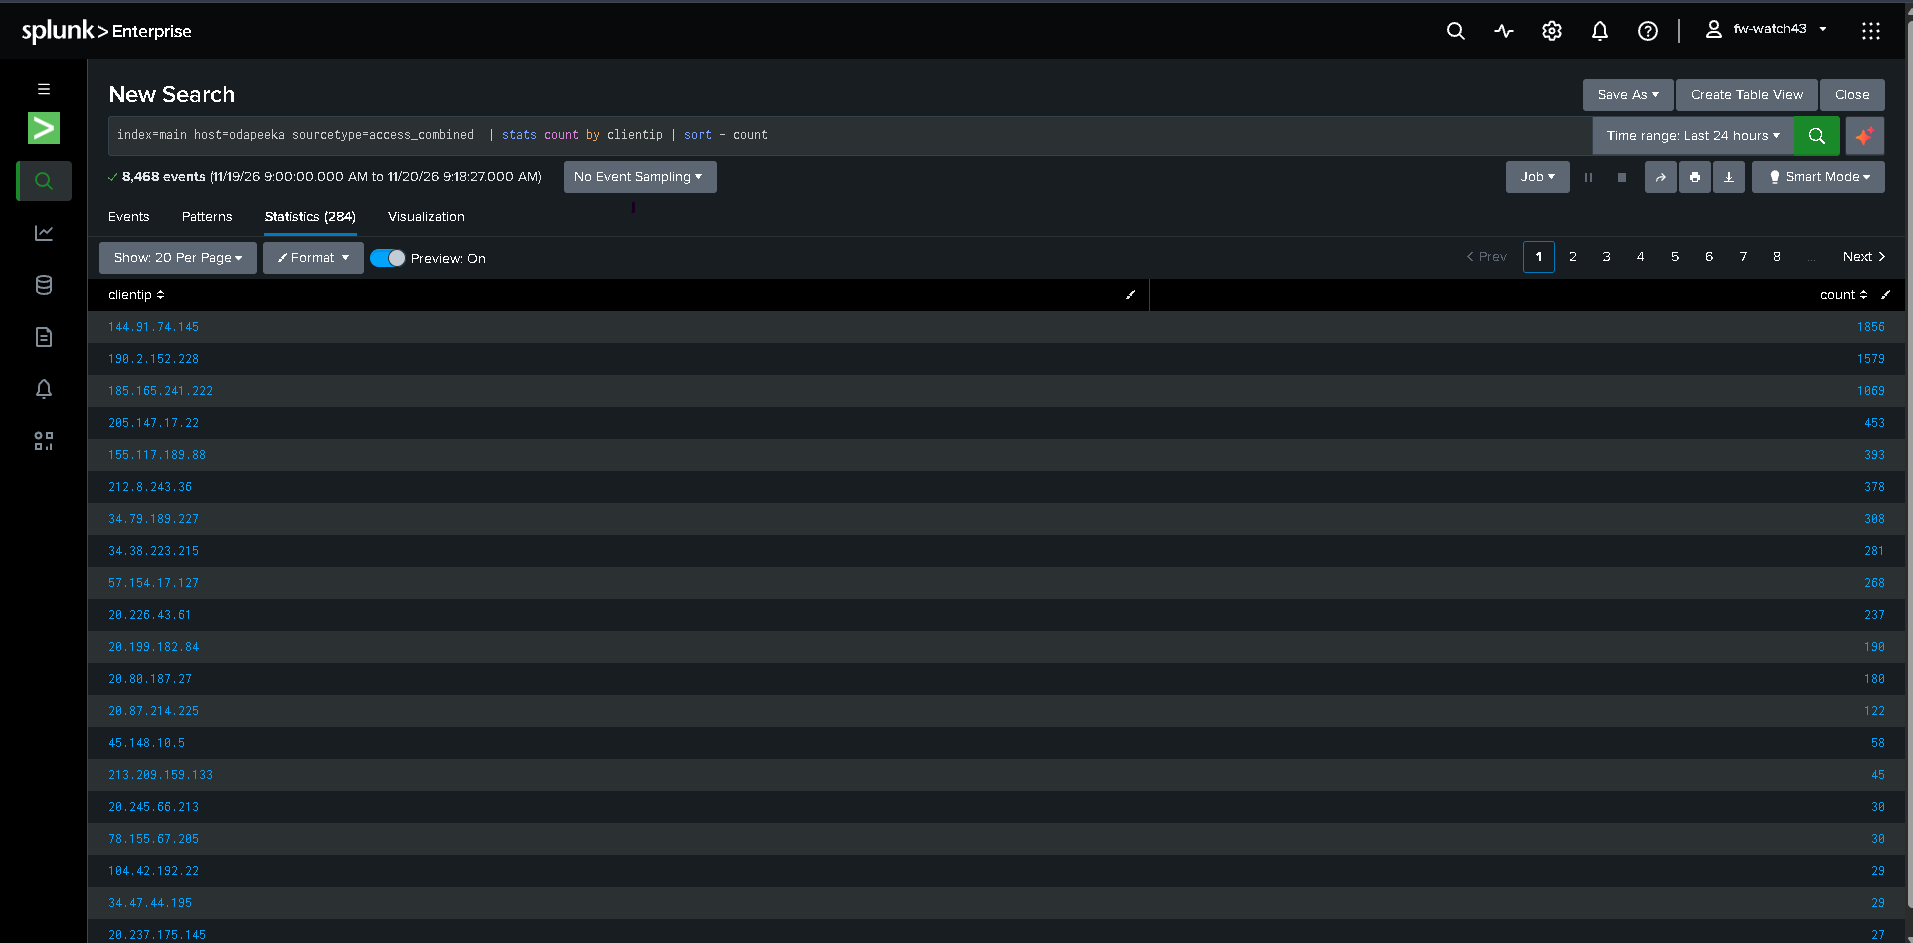 splunk> Enterprise
fw-watch43
New Search
Save As
Create Table View
Close
index=main host=odapeeka sourcetype=access_combined | stats count by clientip | sort - count
Time range: Last 24 hours
8,468 events (11/19/26 9:00:00.000 AM to 11/20/26 9:18:27.000 AM)
No Event Sampling
Job
Smart Mode
Events
Patterns
Statistics (284)
Visualization
Show: 20 Per Page
Format
Preview: On
< Prev 1 2 3 4 5 6 7 8 ... Next >
clientip count
144.91.74.145 1856
190.2.152.228 1579
185.165.241.222 1069
205.147.17.22 453
155.117.189.88 393
212.8.243.36 378
34.79.189.227 308
34.38.223.215 281
57.154.17.127 268
20.226.43.61 237
20.199.182.84 190
20.80.187.27 180
20.87.214.225 122
45.148.10.5 58
213.209.159.133 45
20.245.66.213 30
78.155.67.205 30
104.42.192.22 29
34.47.44.195 29
20.237.175.145 27